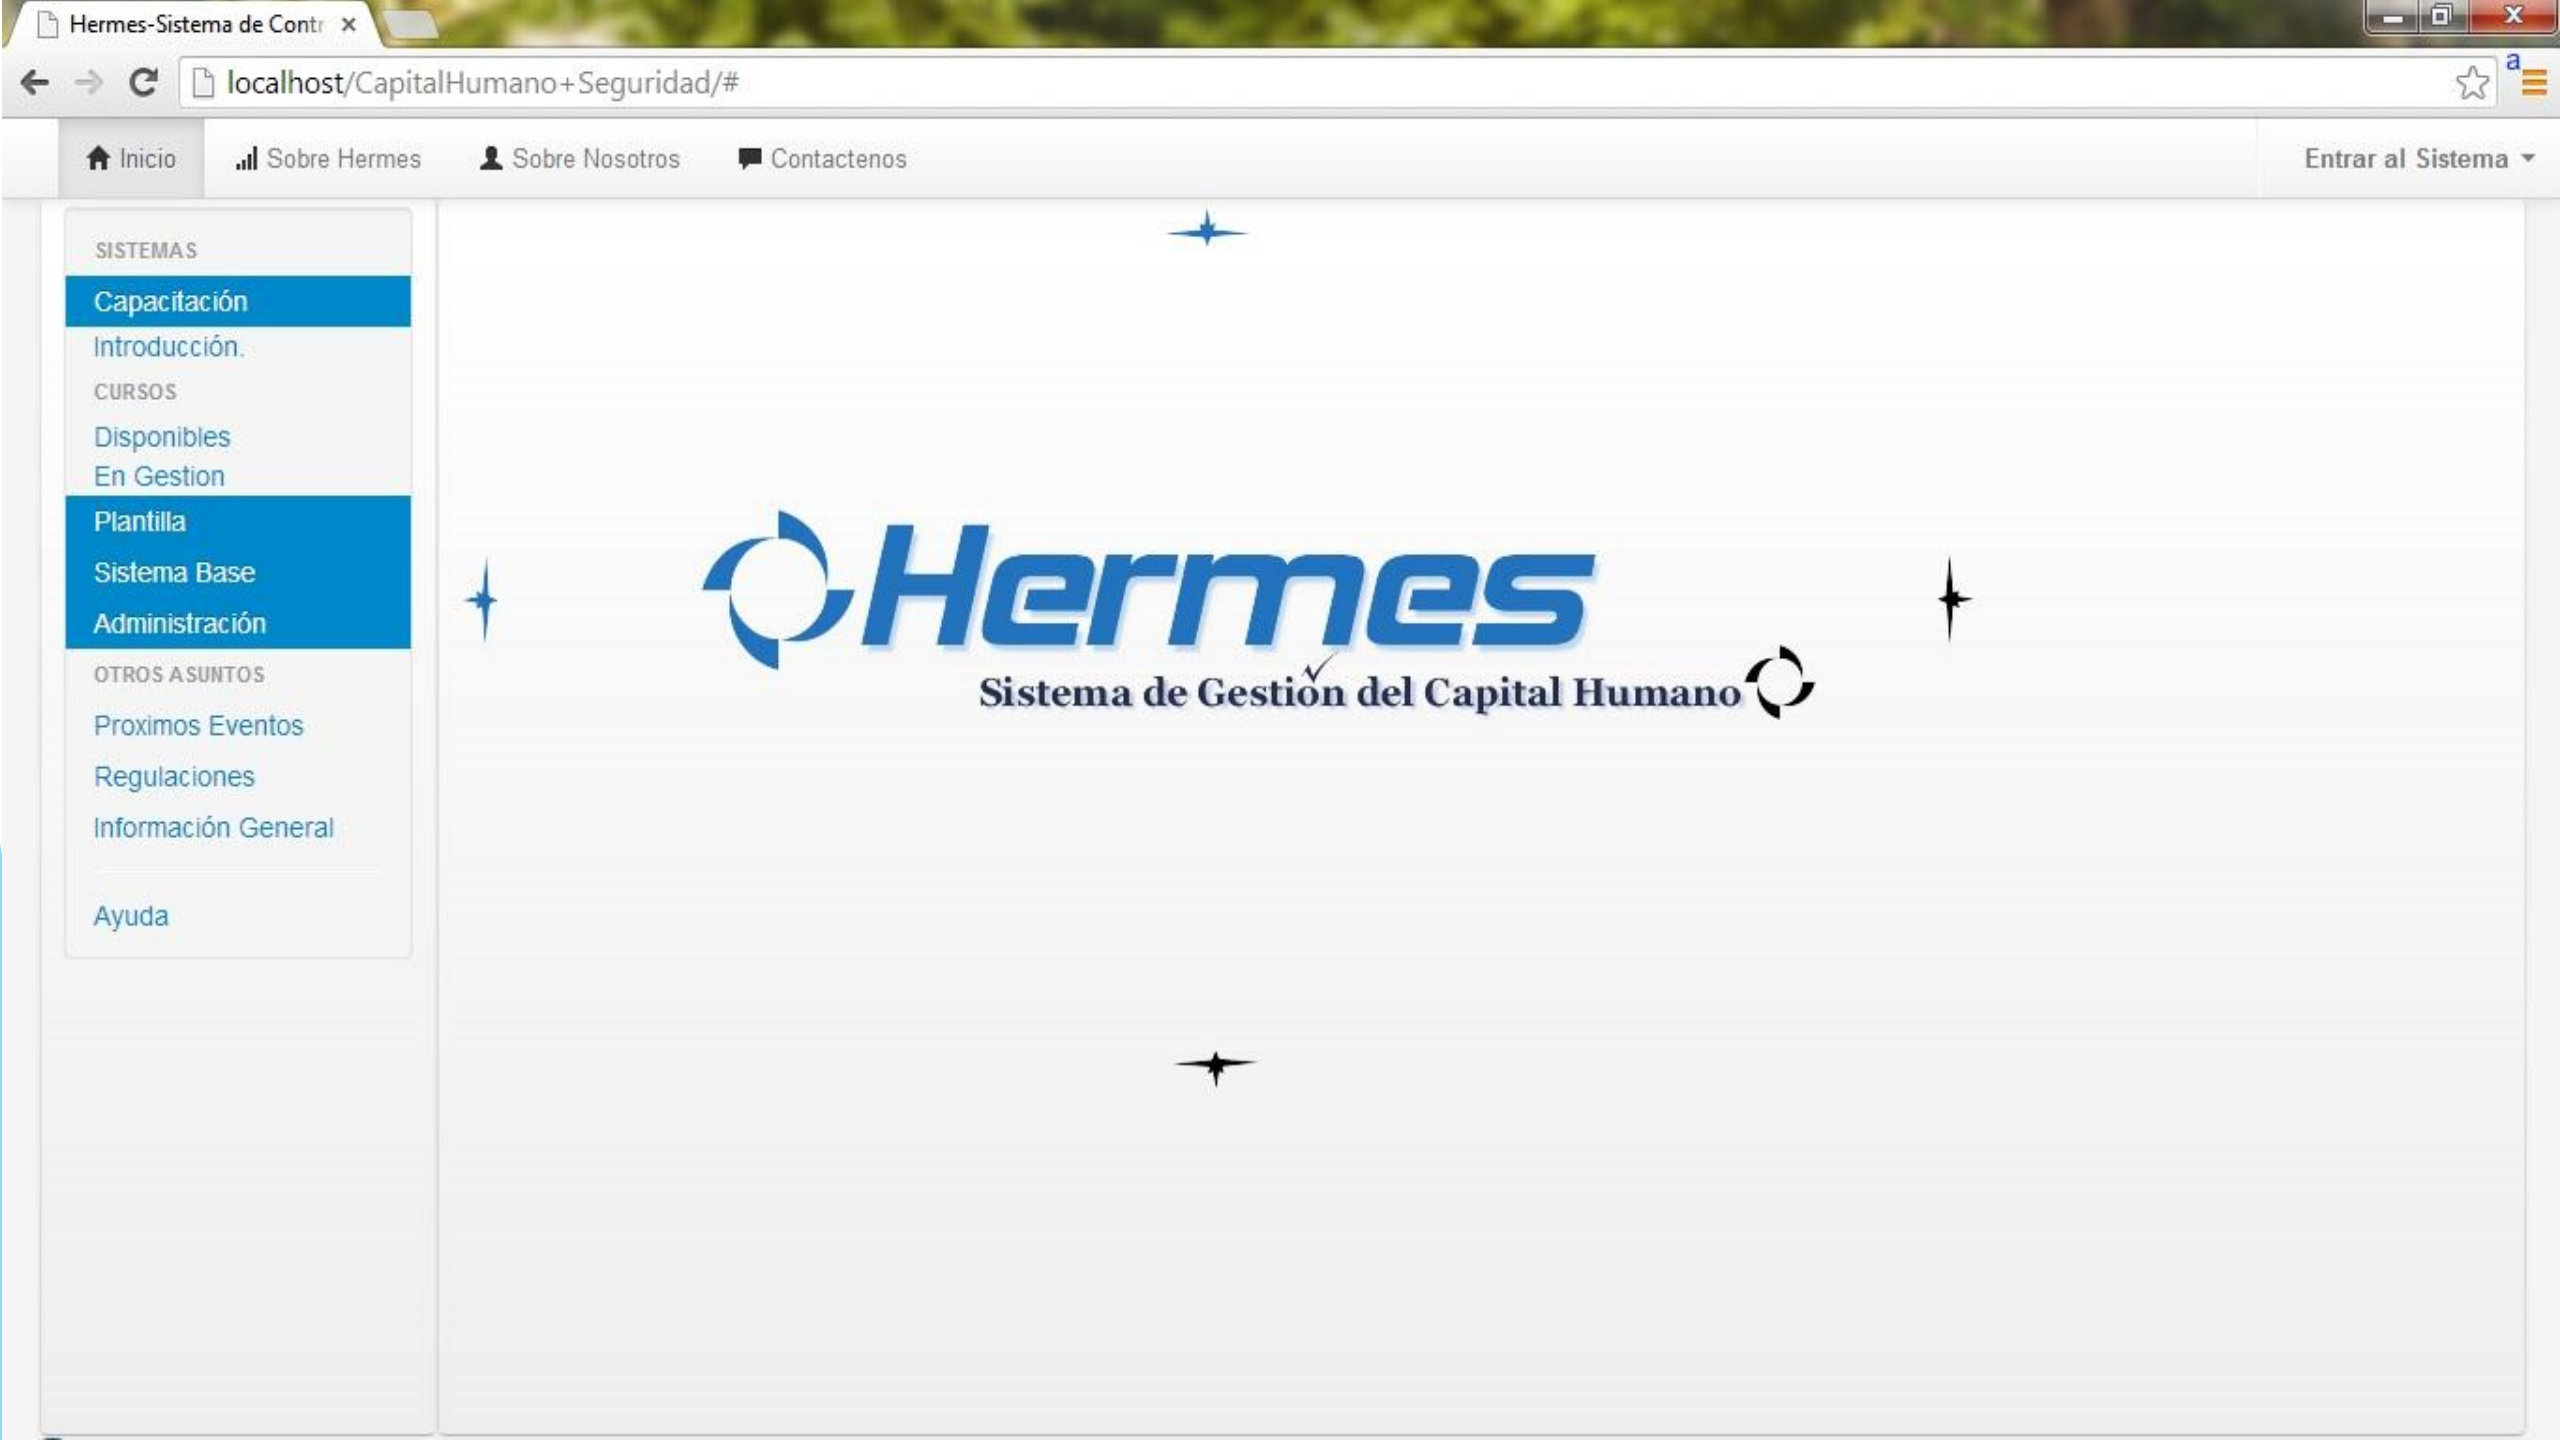 Hermes-Sistema de Contr
localhost/CapitalHumano+Seguridad/#
a
Inicio
Sobre Hermes
Sobre Nosotros
Contactenos
Entrar al Sistema
SISTEMAS
Capacitación
Introducción.
CURSOS
Disponibles
En Gestion
Plantilla
Sistema Base
Administración
OTROS ASUNTOS
Proximos Eventos
Regulaciones
Información General
Ayuda
Hermes
Sistema de Gestión del Capital Humano